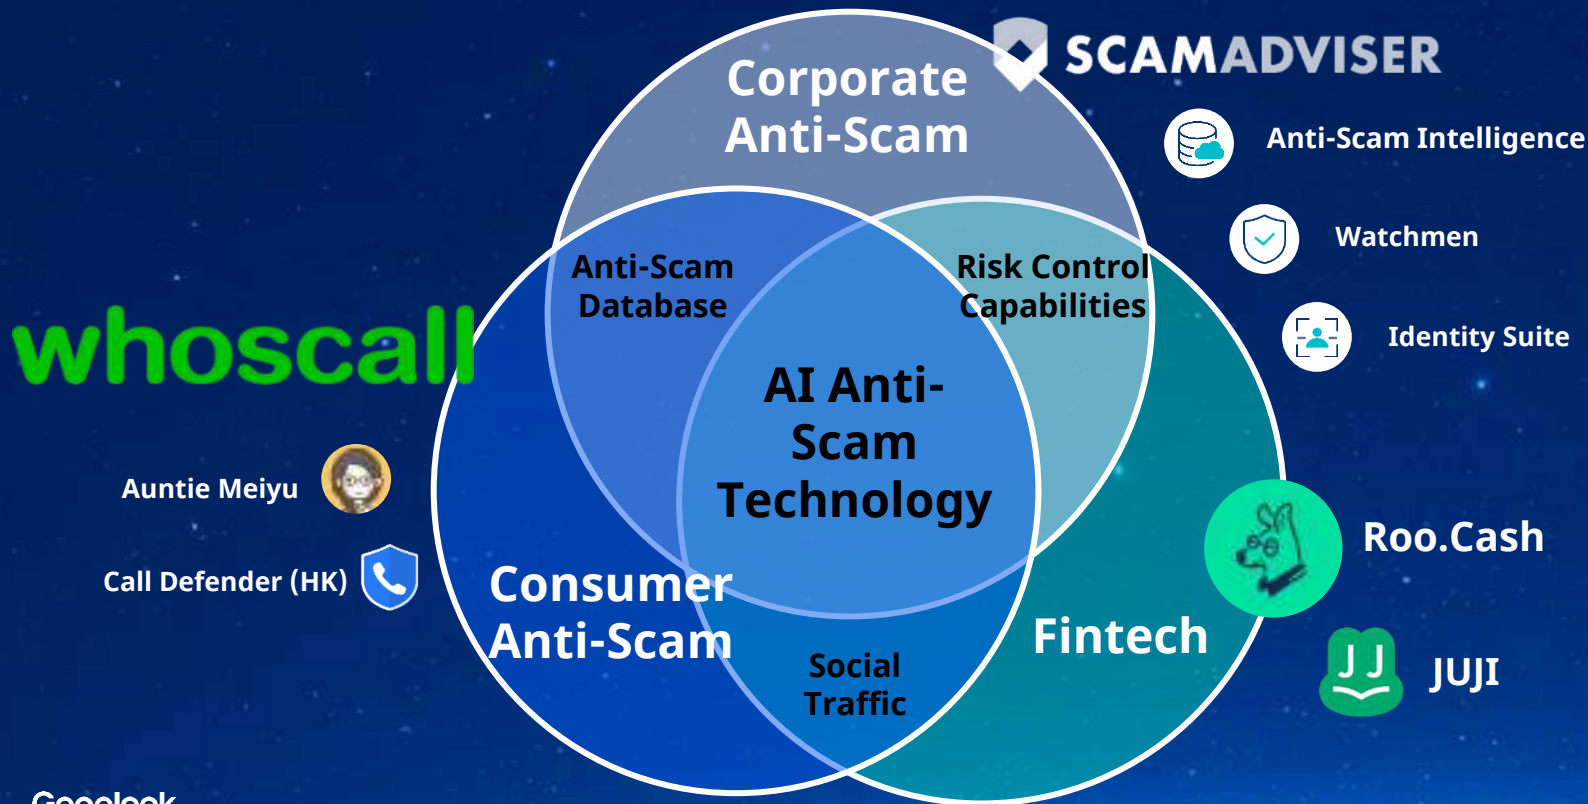 SCAMADVISER
Corporate
Anti-Scam
Anti-Scam Intelligence
Watchmen
Anti-Scam
Database
Risk Control
Capabilities
Identity Suite
whoscall
AI Anti-
Scam
Technology
Auntie Meiyu
Call Defender (HK)
Consumer
Anti-Scam
Roo.Cash
Fintech
Social
Traffic
JJ
JUJI